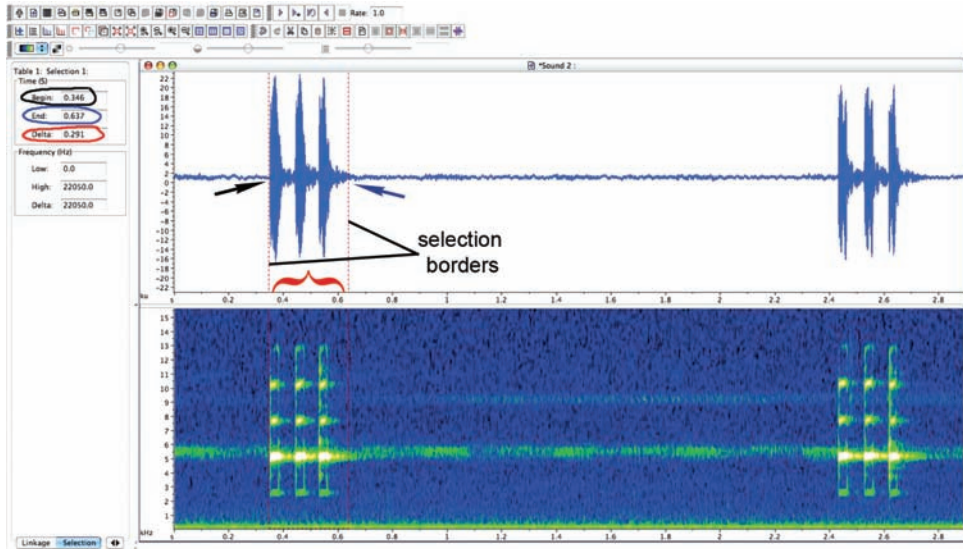 Rate: 1.0
Table 1: Selection 1:
Time (S)
Begin: 0.346
End: 0.637
Delta: 0.291
Frequency (Hz)
Low: 0.0
High: 22050.0
Delta: 22050.0
Linkage Selection
*Sound 2 :
22
20
18
16
14
12
10
8
6
4
2
0
-2
-4
-6
-8
-10
-12
-14
-16
-18
-20
-22
selection
borders
ku
s 0.2 0.4 0.6 0.8 1 1.2 1.4 1.6 1.8 2 2.2 2.4 2.6 2.8
15
14
13
12
11
10
9
8
7
6
5
4
3
2
1
kHz
s 0.2 0.4 0.6 0.8 1 1.2 1.4 1.6 1.8 2 2.2 2.4 2.6 2.8